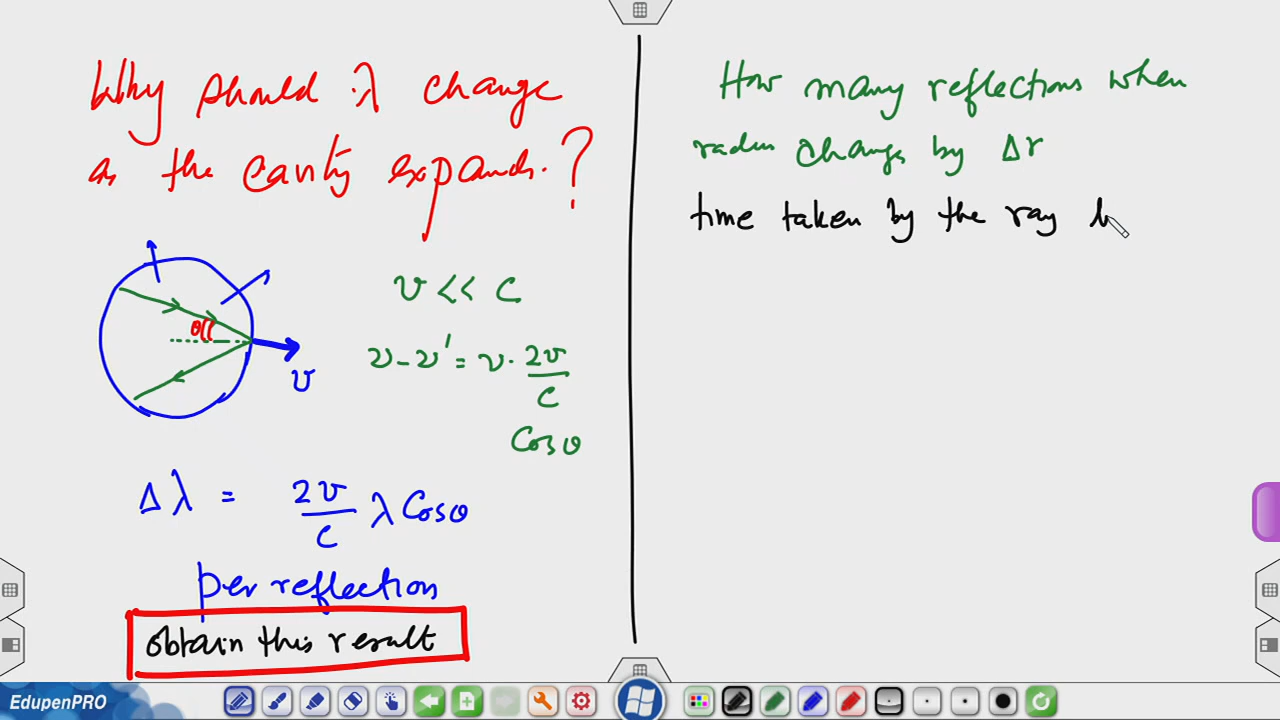 Why should λ change
as the cavity expands.?
θ
v
v << c
ν - ν' = ν · 2v/c
Cosθ
Δλ = 2v/c λ Cosθ
per reflection
obtain this result
How many reflections when
radius changes by Δr
time taken by the ray
EdupenPRO